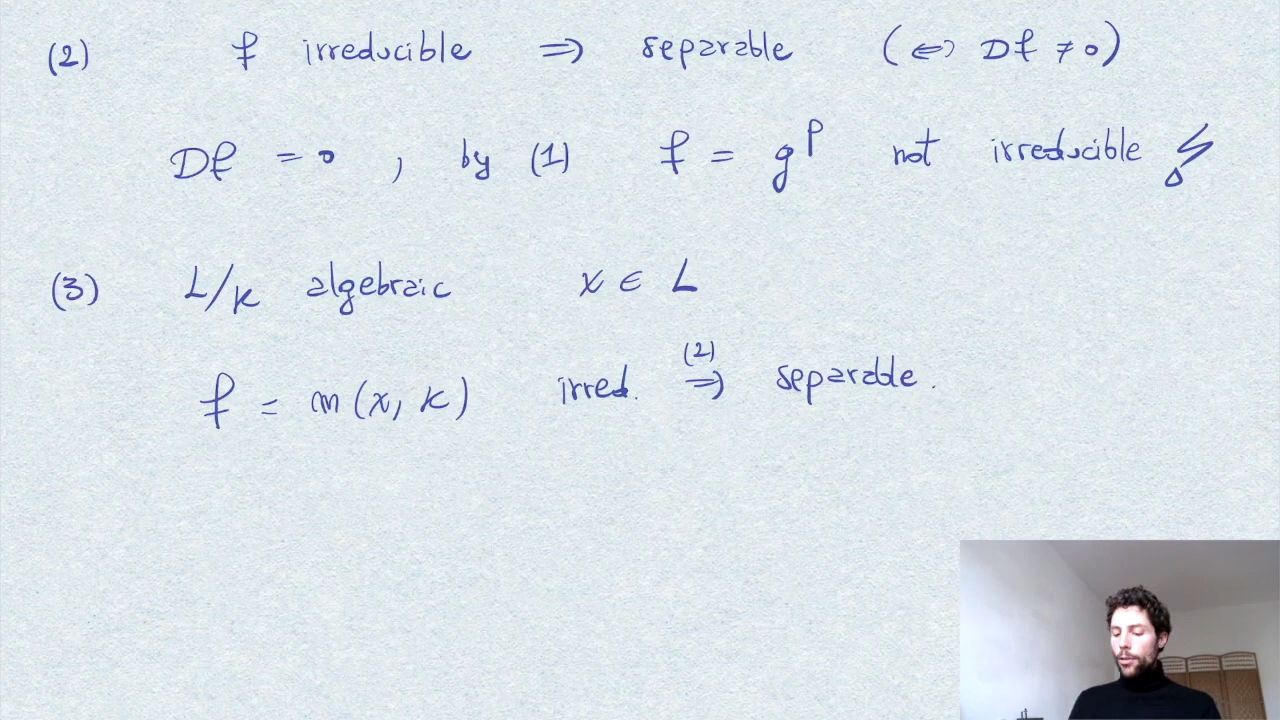 (2) f irreducible ⇒ separable (⇔ Df ≠ 0)
Df = 0 , by (1) f = g^p not irreducible ↯
(3) L/K algebraic x ∈ L
f = m(x, K) irred. ⇒^(2) separable.